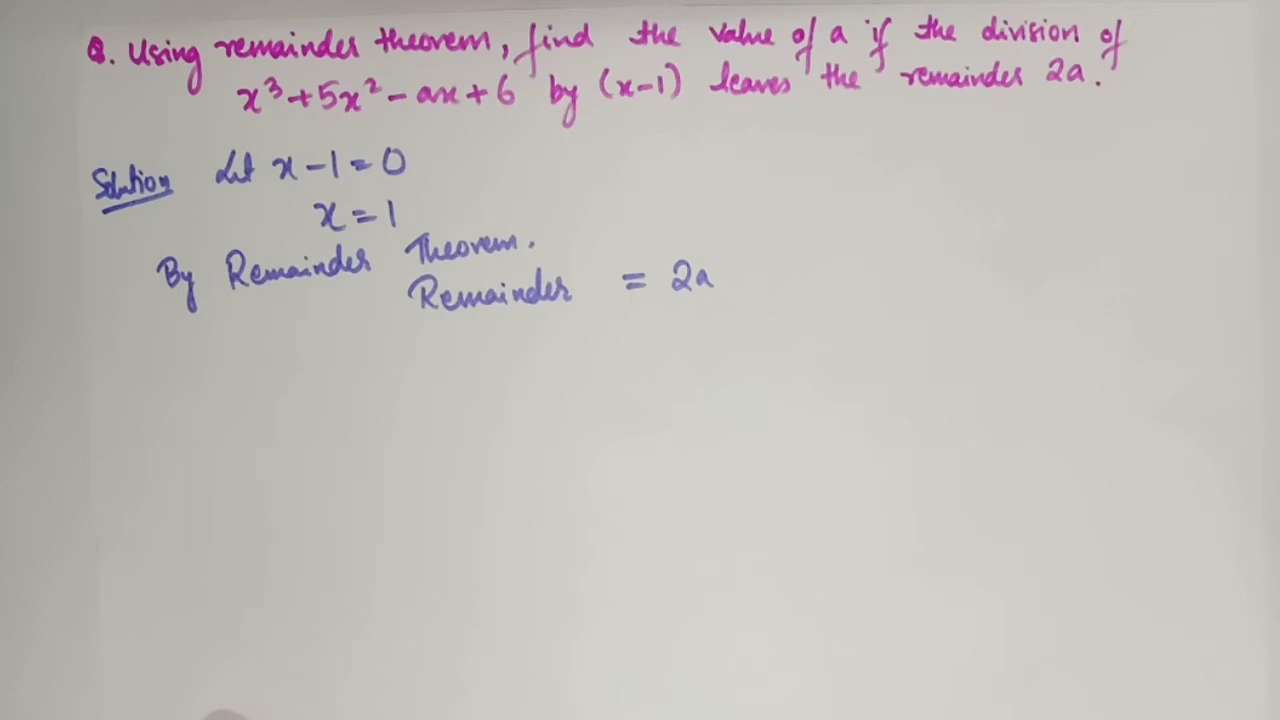 Q. Using remainder theorem, find the value of a if the division of
x³+5x²-ax+6 by (x-1) leaves the remainder 2a.
Solution Let x-1=0
x=1
By Remainder Theorem.
Remainder = 2a